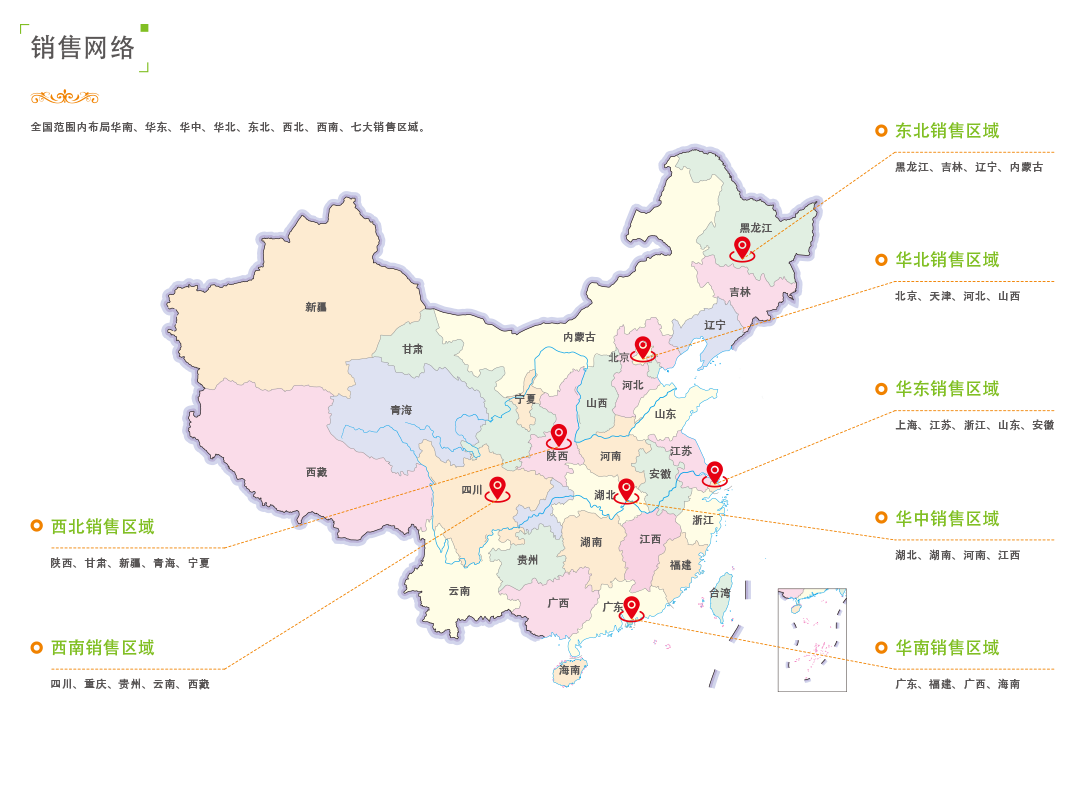 销售网络
全国范围内布局华南、华东、华中、华北、东北、西北、西南、七大销售区域。
东北销售区域
黑龙江、吉林、辽宁、内蒙古
华北销售区域
北京、天津、河北、山西
华东销售区域
上海、江苏、浙江、山东、安徽
华中销售区域
湖北、湖南、河南、江西
华南销售区域
广东、福建、广西、海南
西北销售区域
陕西、甘肃、新疆、青海、宁夏
西南销售区域
四川、重庆、贵州、云南、西藏
黑龙江
吉林
辽宁
内蒙古
新疆
甘肃
北京
河北
山西
宁夏
青海
山东
陕西
河南
江苏
安徽
西藏
四川
湖北
浙江
湖南
江西
贵州
福建
云南
广西
广东
台湾
海南